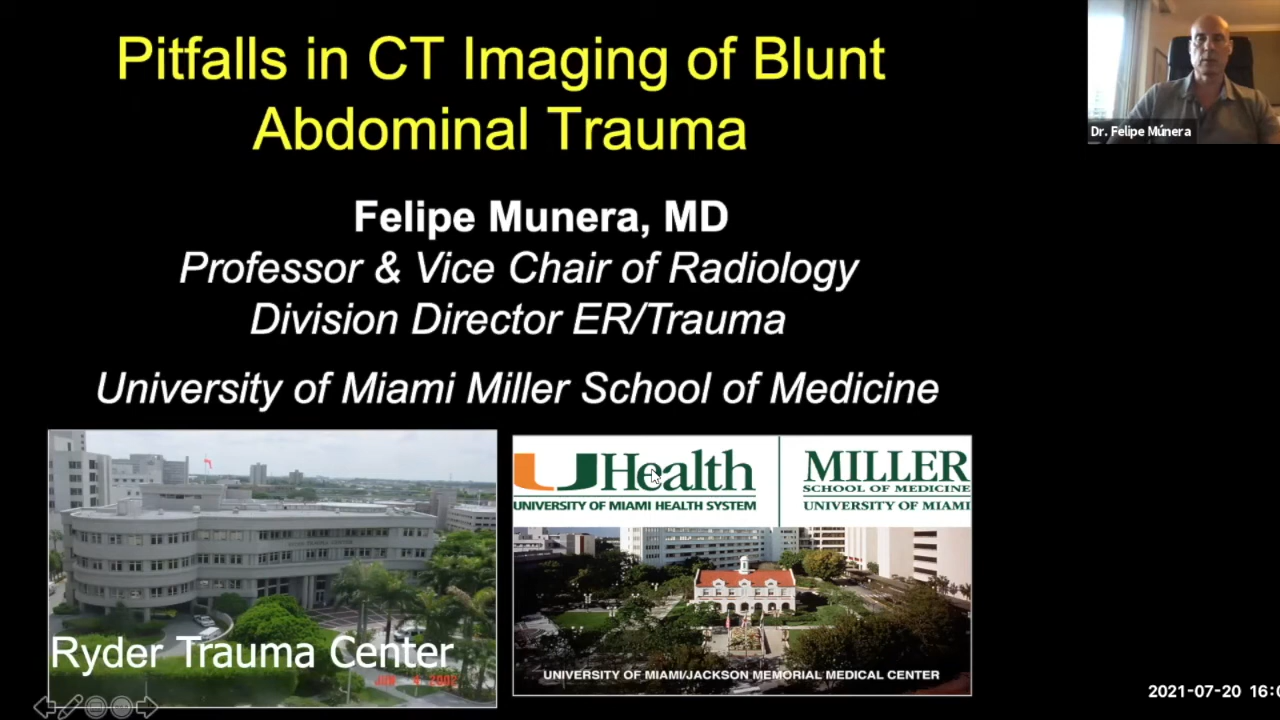 Pitfalls in CT Imaging of Blunt
Abdominal Trauma
Dr. Felipe Múnera
Felipe Munera, MD
Professor & Vice Chair of Radiology
Division Director ER/Trauma
University of Miami Miller School of Medicine
UHealth
UNIVERSITY OF MIAMI HEALTH SYSTEM
MILLER
SCHOOL OF MEDICINE
UNIVERSITY OF MIAMI
Ryder Trauma Center
UNIVERSITY OF MIAMI/JACKSON MEMORIAL MEDICAL CENTER
2021-07-20 16:0